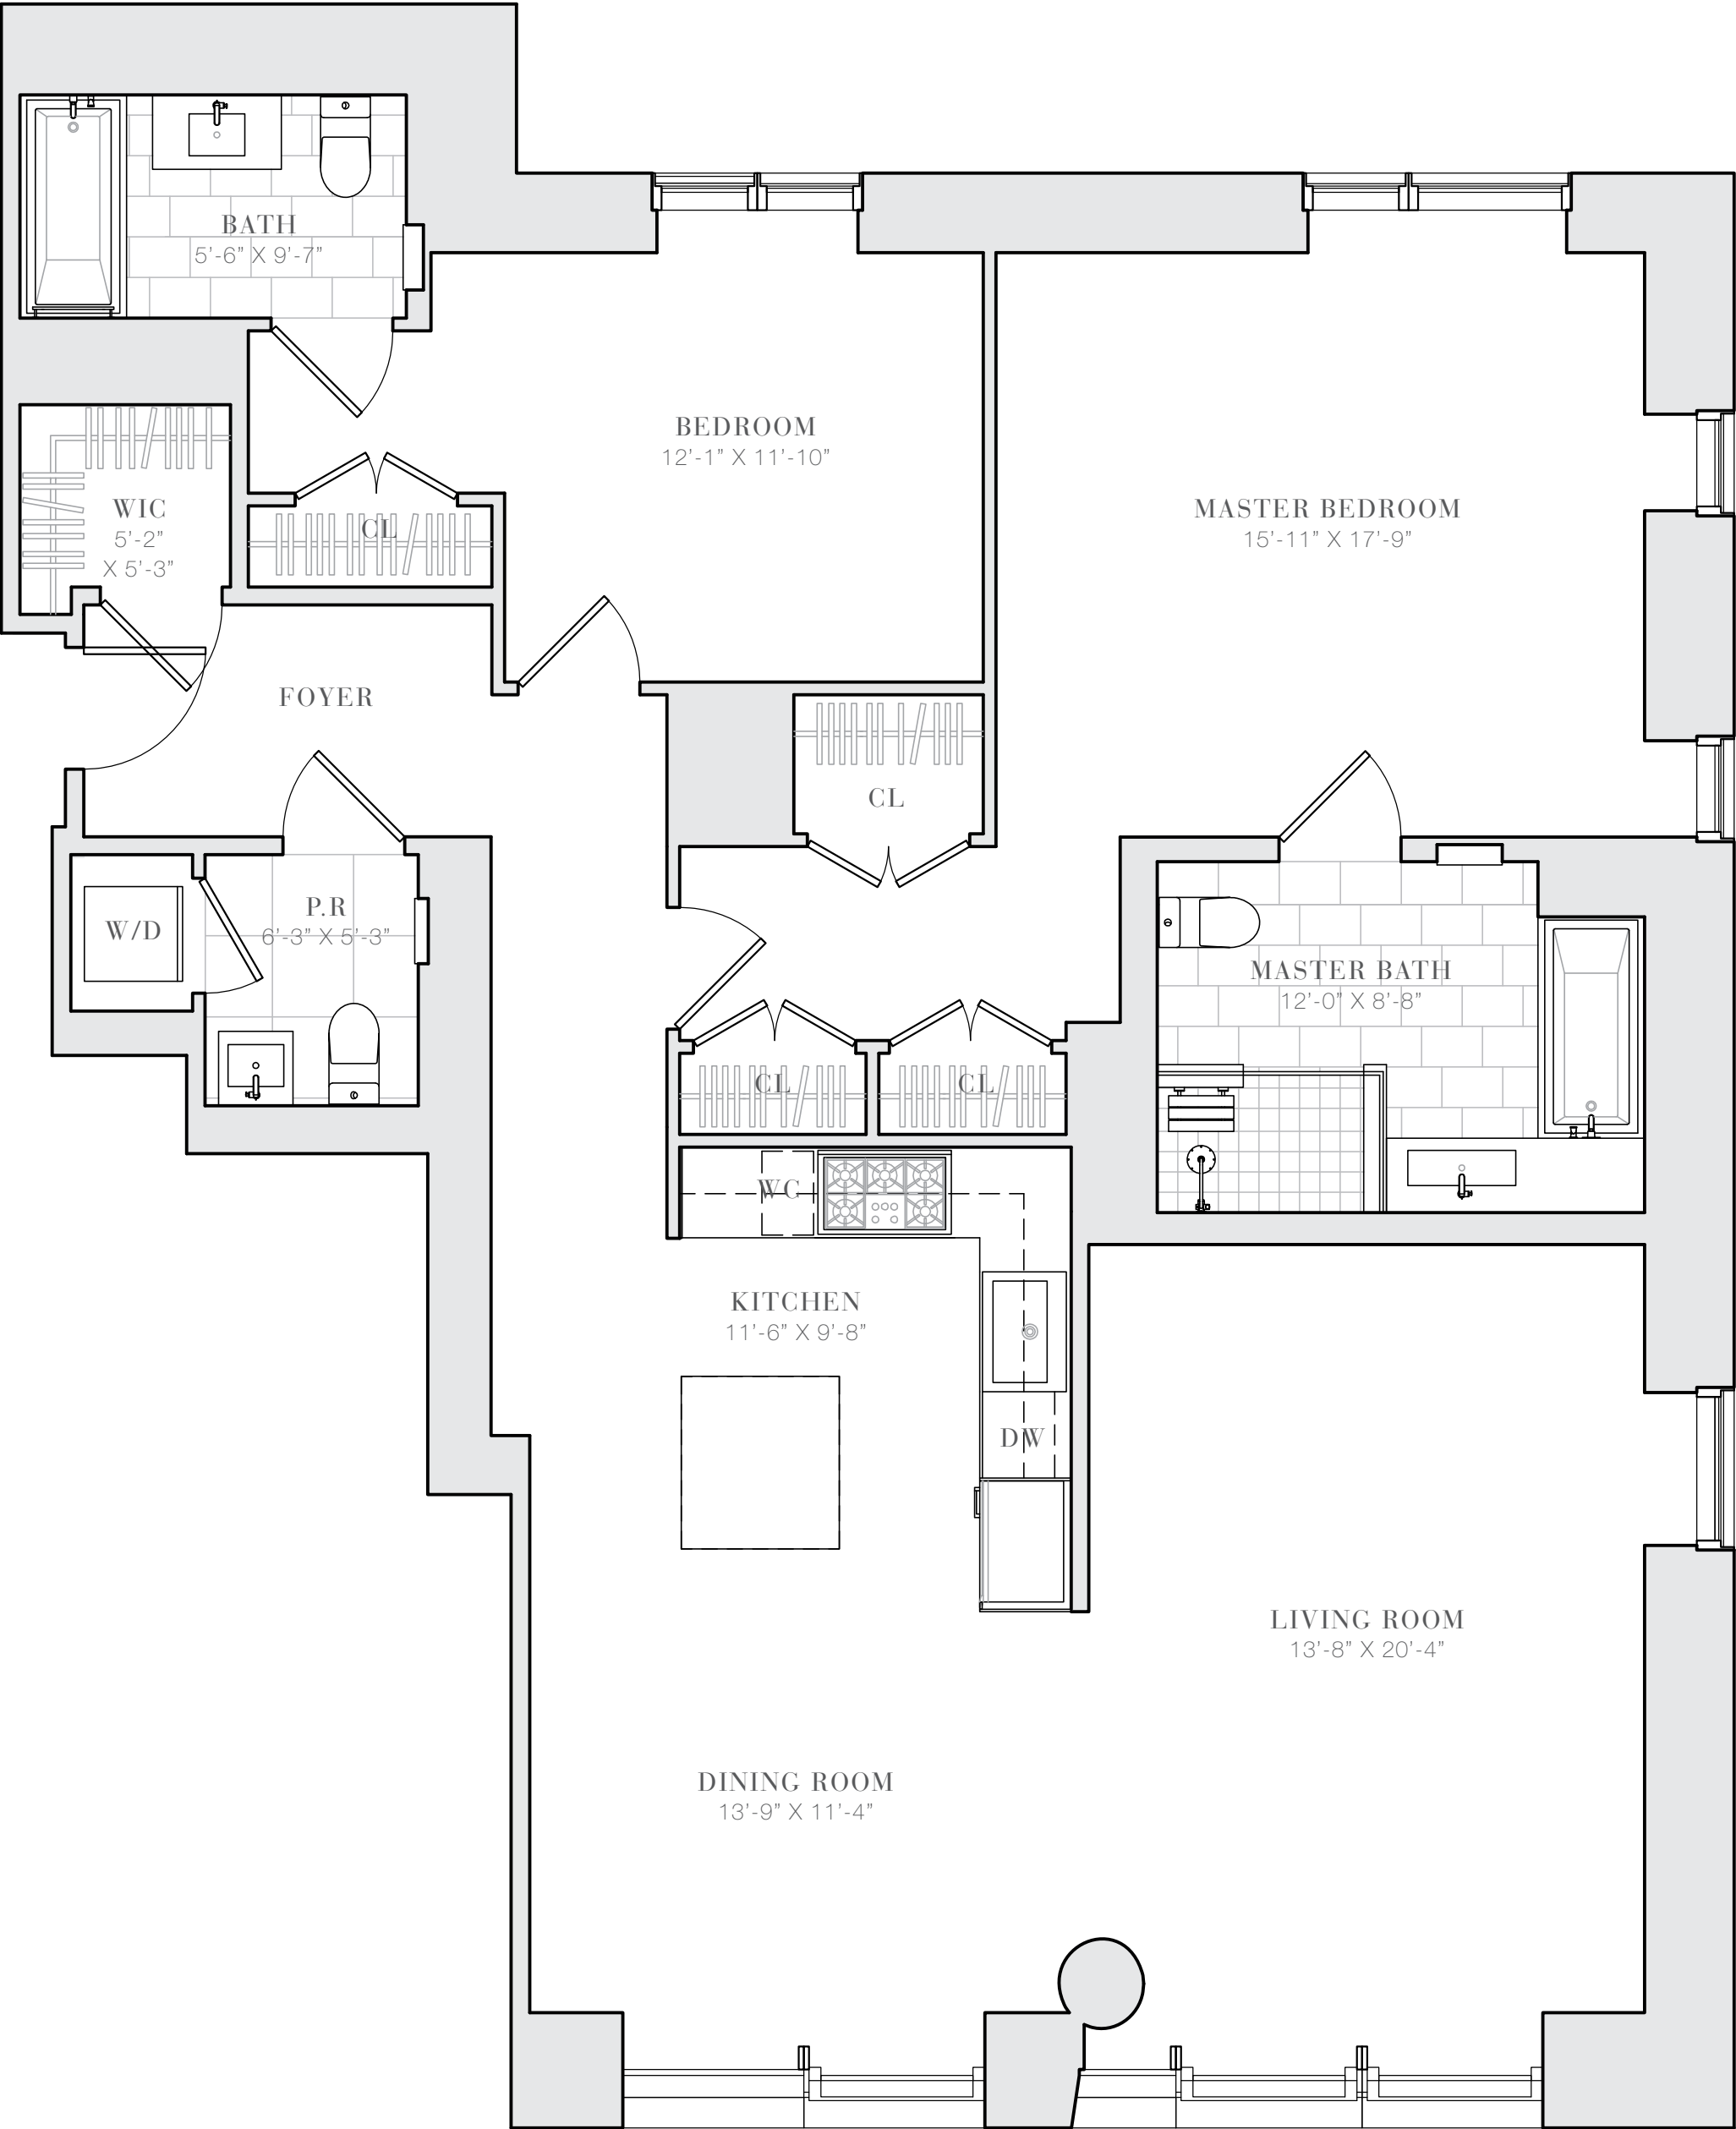 BATH
5'-6" X 9'-7"
BEDROOM
12'-1" X 11'-10"
WIC
5'-2"
X 5'-3"
CL
MASTER BEDROOM
15'-11" X 17'-9"
FOYER
CL
W/D
P.R
6'-3" X 5'-3"
MASTER BATH
12'-0" X 8'-8"
CL
CL
WC
KITCHEN
11'-6" X 9'-8"
DW
LIVING ROOM
13'-8" X 20'-4"
DINING ROOM
13'-9" X 11'-4"